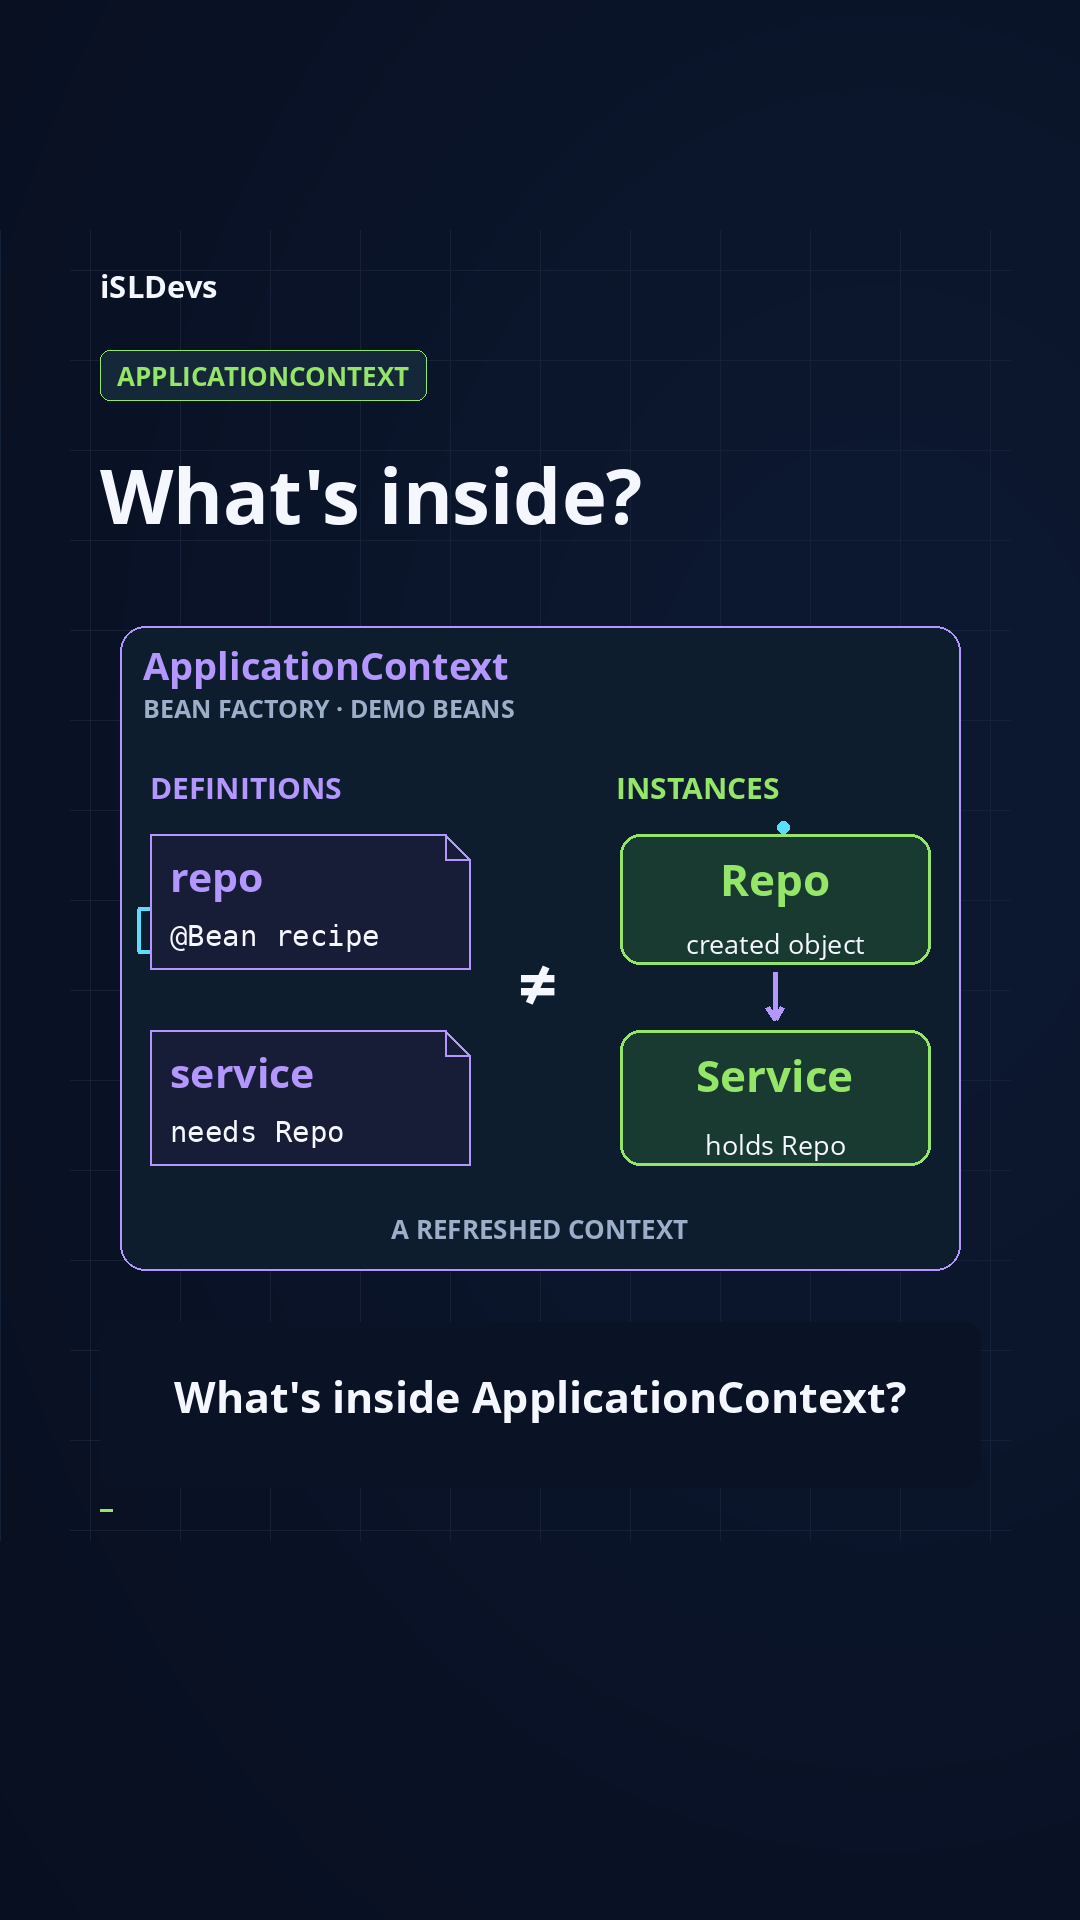 iSLDevs
APPLICATIONCONTEXT
What's inside?
ApplicationContext
BEAN FACTORY · DEMO BEANS
DEFINITIONS
repo
@Bean recipe
service
needs Repo
≠
INSTANCES
Repo
created object
Service
holds Repo
A REFRESHED CONTEXT
What's inside ApplicationContext?